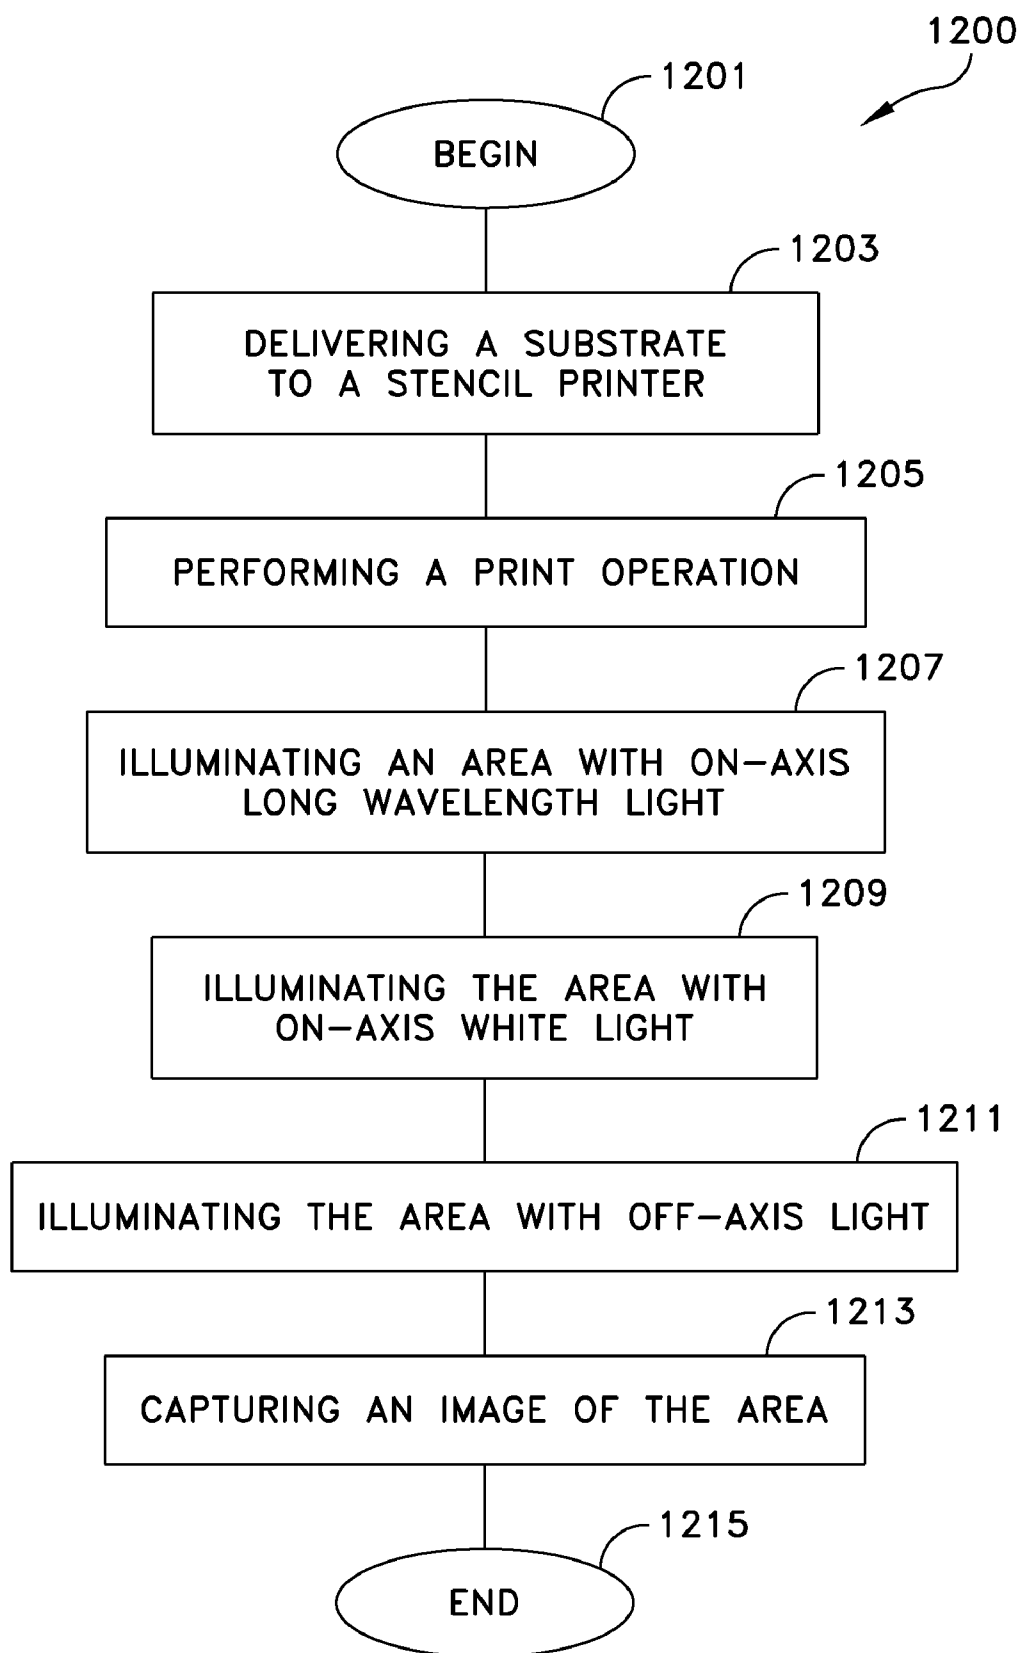 1200
1201
BEGIN
1203
DELIVERING A SUBSTRATE
TO A STENCIL PRINTER
1205
PERFORMING A PRINT OPERATION
1207
ILLUMINATING AN AREA WITH ON-AXIS
LONG WAVELENGTH LIGHT
1209
ILLUMINATING THE AREA WITH
ON-AXIS WHITE LIGHT
1211
ILLUMINATING THE AREA WITH OFF-AXIS LIGHT
1213
CAPTURING AN IMAGE OF THE AREA
1215
END